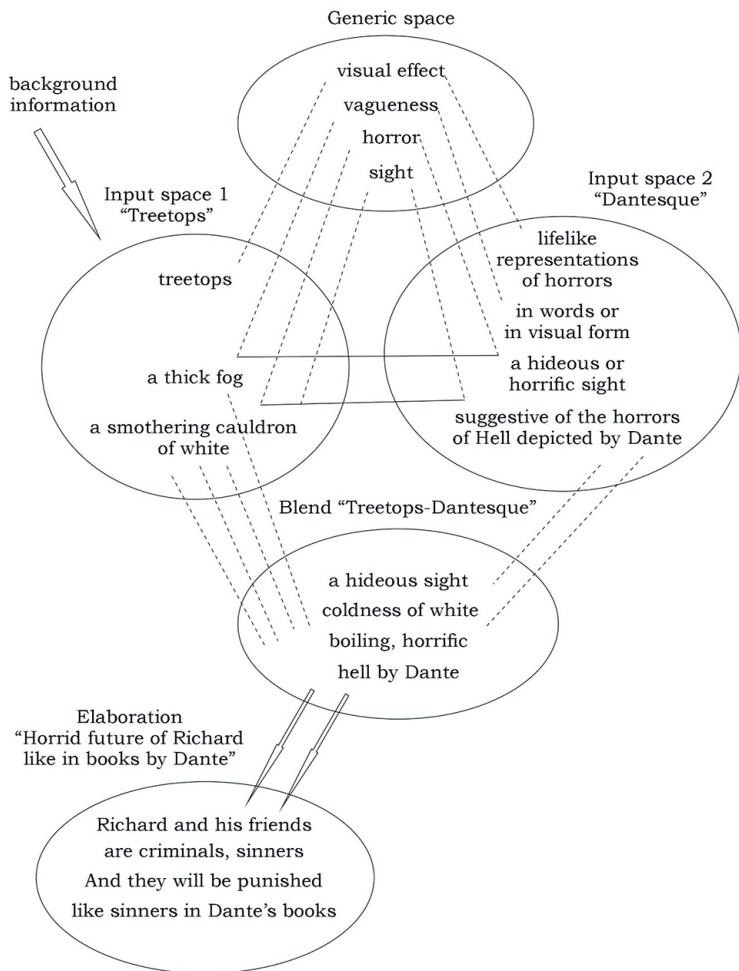 Generic space
visual effect
vagueness
horror
sight
background
information
Input space 1
“Treetops”
treetops
a thick fog
a smothering cauldron
of white
Input space 2
“Dantesque”
lifelike
representations
of horrors
in words or
in visual form
a hideous or
horrific sight
suggestive of the horrors
of Hell depicted by Dante
Blend “Treetops-Dantesque”
a hideous sight
coldness of white
boiling, horrific
hell by Dante
Elaboration
“Horrid future of Richard
like in books by Dante”
Richard and his friends
are criminals, sinners
And they will be punished
like sinners in Dante’s books